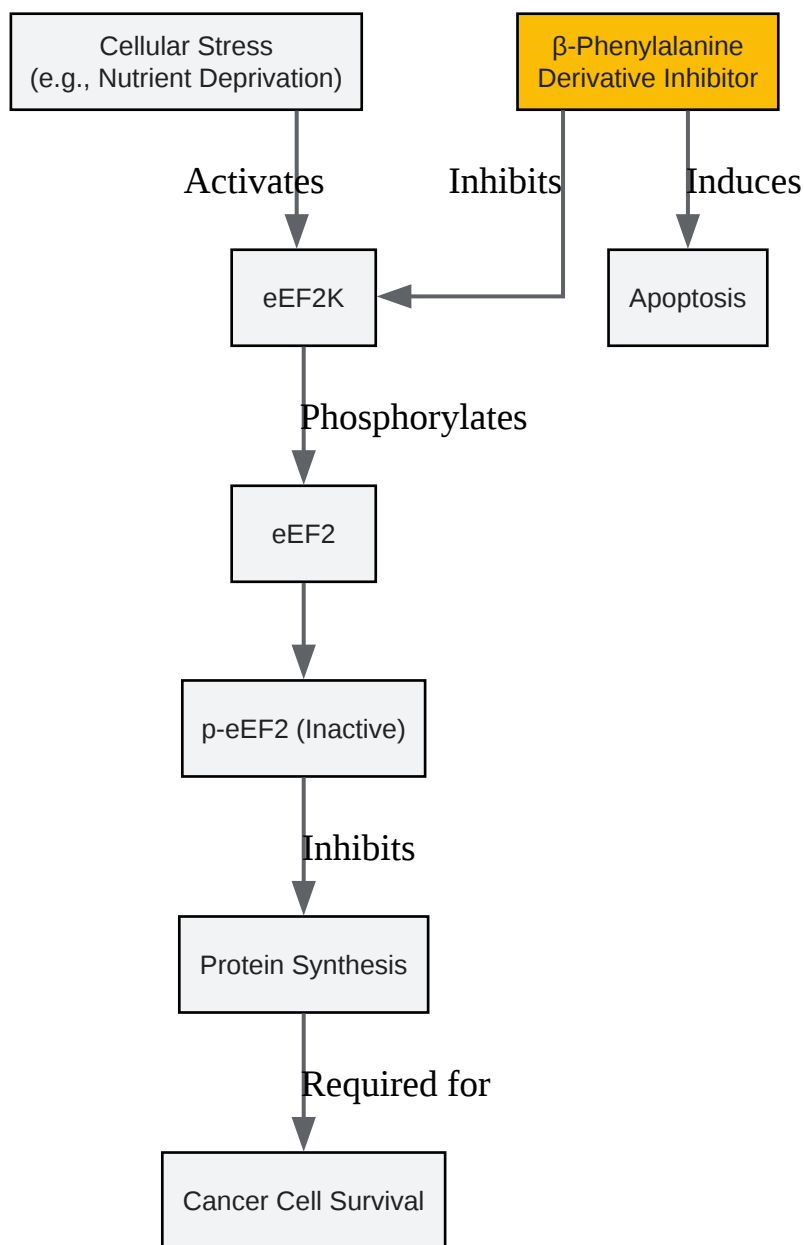 Cellular Stress
(e.g., Nutrient Deprivation)
β-Phenylalanine
Derivative Inhibitor
Activates
Inhibits
Induces
eEF2K
Apoptosis
Phosphorylates
eEF2
p-eEF2 (Inactive)
Inhibits
Protein Synthesis
Required for
Cancer Cell Survival